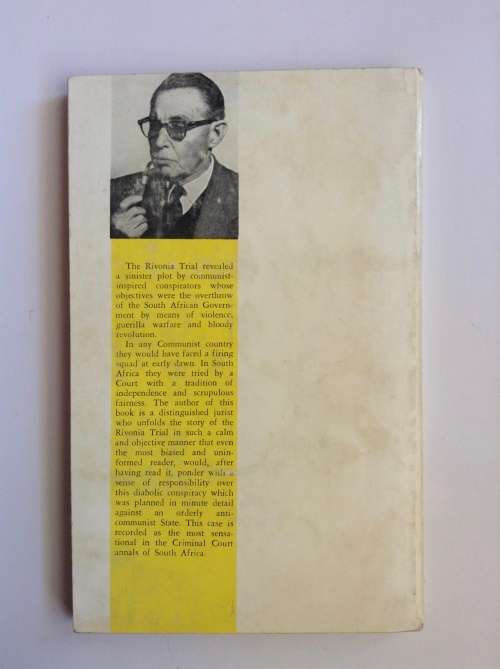 The Rivonia Trial revealed
a sinister plot by communist-
inspired conspirators whose
objectives were the overthrow
of the South African Govern-
ment by means of violence,
guerilla warfare and bloody
revolution.
In any Communist country
they would have faced a firing
squad at early dawn. In South
Africa they were tried by a
Court with a tradition of
independence and scrupulous
fairness. The author of this
book is a distinguished jurist
who unfolds the story of the
Rivonia Trial in such a calm
and objective manner that even
the most biased and unin-
formed reader, would, after
having read it, ponder with a
sense of responsibility over
this diabolic conspiracy which
was planned in minute detail
against an orderly anti-
communist State. This case is
recorded as the most sensa-
tional in the Criminal Court
annals of South Africa.